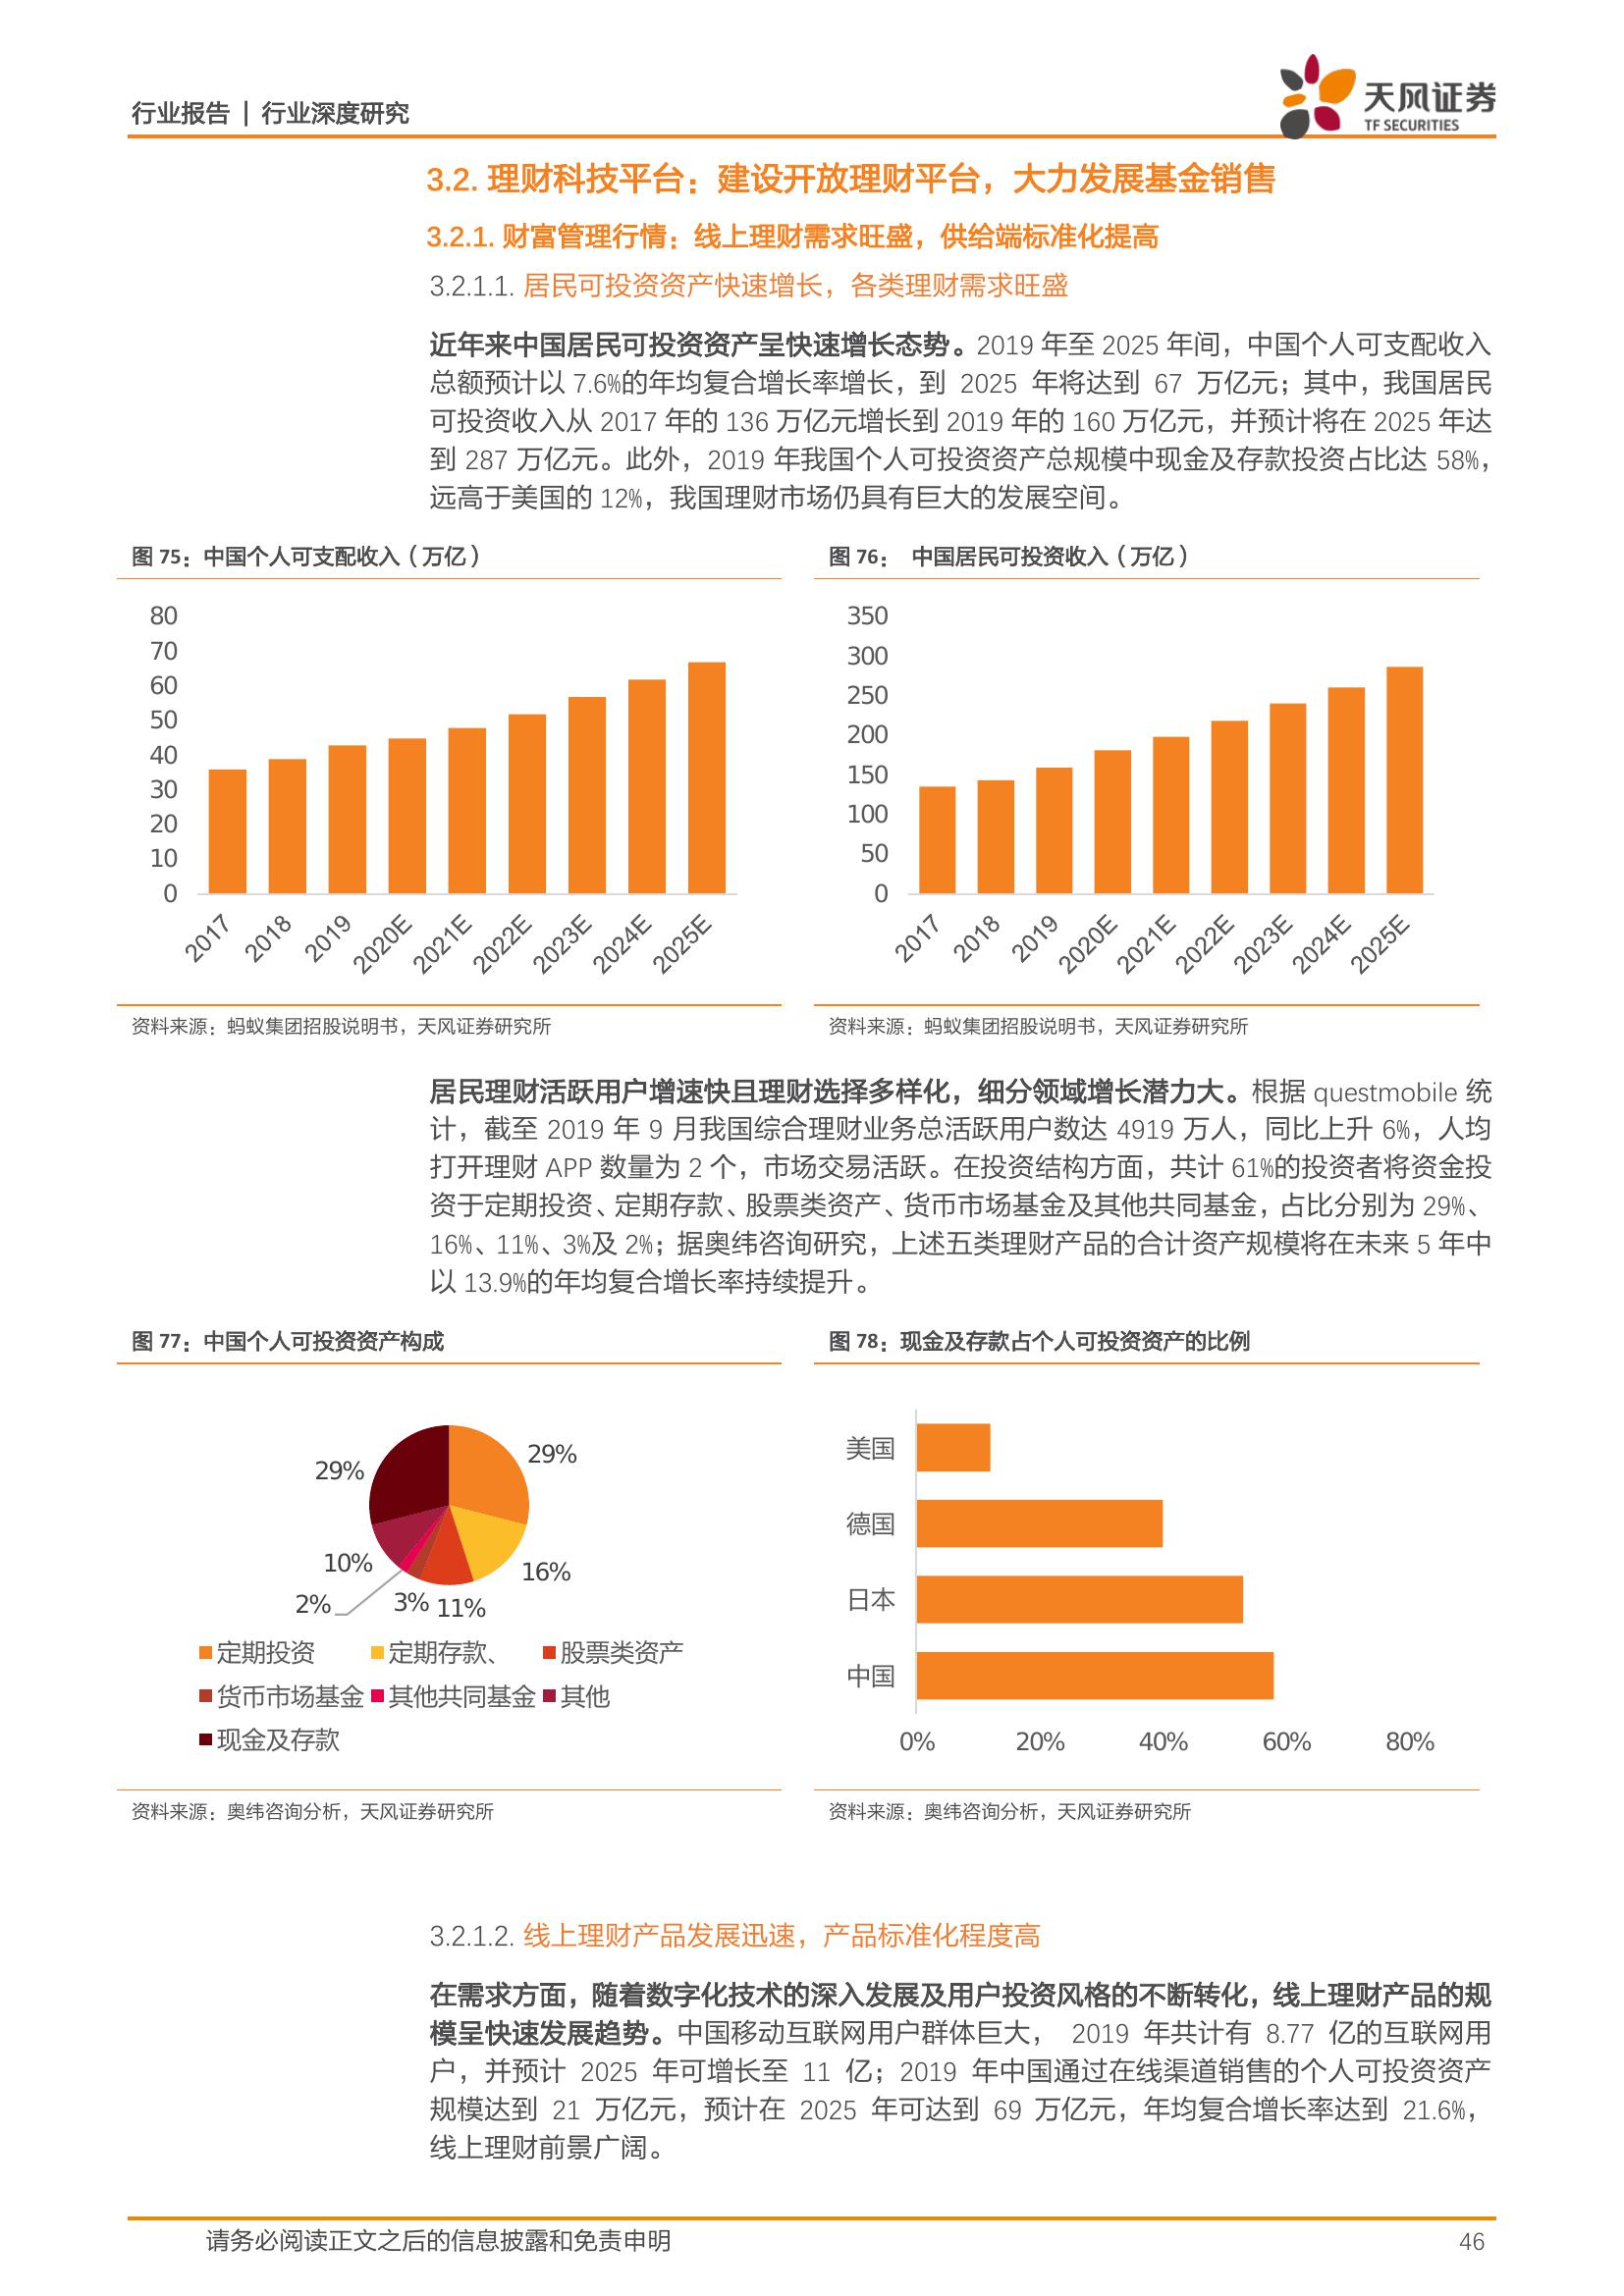 行业报告 | 行业深度研究
天风证券
TF SECURITIES
3.2. 理财科技平台：建设开放理财平台，大力发展基金销售
3.2.1. 财富管理行情：线上理财需求旺盛，供给端标准化提高
3.2.1.1. 居民可投资资产快速增长，各类理财需求旺盛
近年来中国居民可投资资产呈快速增长态势。2019 年至 2025 年间，中国个人可支配收入
总额预计以 7.6%的年均复合增长率增长，到 2025 年将达到 67 万亿元；其中，我国居民
可投资收入从 2017 年的 136 万亿元增长到 2019 年的 160 万亿元，并预计将在 2025 年达
到 287 万亿元。此外，2019 年我国个人可投资资产总规模中现金及存款投资占比达 58%，
远高于美国的 12%，我国理财市场仍具有巨大的发展空间。
图 75：中国个人可支配收入（万亿）
80
70
60
50
40
30
20
10
0
2017 2018 2019 2020E 2021E 2022E 2023E 2024E 2025E
资料来源：蚂蚁集团招股说明书，天风证券研究所
图 76： 中国居民可投资收入（万亿）
350
300
250
200
150
100
50
0
2017 2018 2019 2020E 2021E 2022E 2023E 2024E 2025E
资料来源：蚂蚁集团招股说明书，天风证券研究所
居民理财活跃用户增速快且理财选择多样化，细分领域增长潜力大。根据 questmobile 统
计，截至 2019 年 9 月我国综合理财业务总活跃用户数达 4919 万人，同比上升 6%，人均
打开理财 APP 数量为 2 个，市场交易活跃。在投资结构方面，共计 61%的投资者将资金投
资于定期投资、定期存款、股票类资产、货币市场基金及其他共同基金，占比分别为 29%、
16%、11%、3%及 2%；据奥纬咨询研究，上述五类理财产品的合计资产规模将在未来 5 年中
以 13.9%的年均复合增长率持续提升。
图 77：中国个人可投资资产构成
29%
29%
10%
16%
2%
3% 11%
定期投资 定期存款、 股票类资产
货币市场基金 其他共同基金 其他
现金及存款
资料来源：奥纬咨询分析，天风证券研究所
图 78：现金及存款占个人可投资资产的比例
美国
德国
日本
中国
0% 20% 40% 60% 80%
资料来源：奥纬咨询分析，天风证券研究所
3.2.1.2. 线上理财产品发展迅速，产品标准化程度高
在需求方面，随着数字化技术的深入发展及用户投资风格的不断转化，线上理财产品的规
模呈快速发展趋势。中国移动互联网用户群体巨大， 2019 年共计有 8.77 亿的互联网用
户，并预计 2025 年可增长至 11 亿；2019 年中国通过在线渠道销售的个人可投资资产
规模达到 21 万亿元，预计在 2025 年可达到 69 万亿元，年均复合增长率达到 21.6%，
线上理财前景广阔。
请务必阅读正文之后的信息披露和免责申明
46